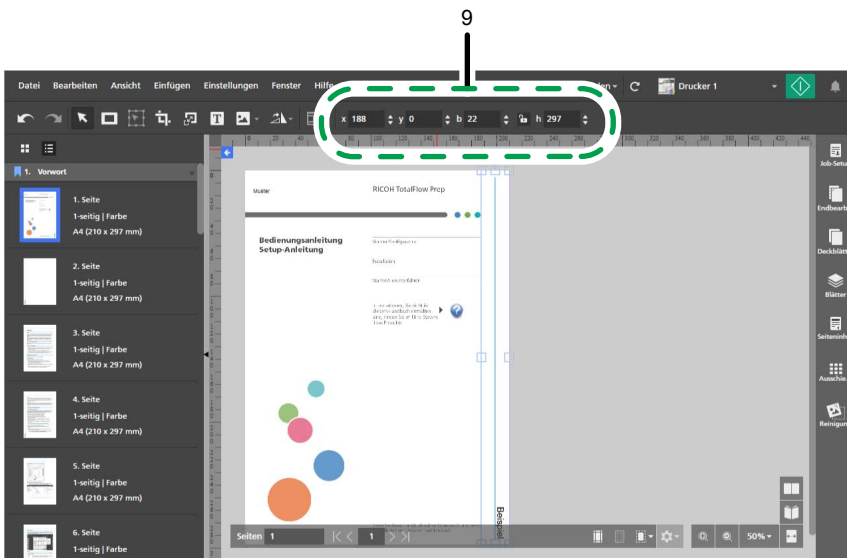 9
Datei Bearbeiten Ansicht Einfügen Einstellungen Fenster Hilfe
Drucker 1
x 188 y 0 b 22 h 297
1. Vorwort
1. Seite
1-seitig | Farbe
A4 (210 x 297 mm)
2. Seite
1-seitig | Farbe
A4 (210 x 297 mm)
3. Seite
1-seitig | Farbe
A4 (210 x 297 mm)
4. Seite
1-seitig | Farbe
A4 (210 x 297 mm)
5. Seite
1-seitig | Farbe
A4 (210 x 297 mm)
6. Seite
1-seitig | Farbe
Muster
RICOH TotalFlow Prep
Bedienungsanleitung
Setup-Anleitung
Beispiel
Seiten 1
1
50%
Job-Setu
Endbearb
Deckblätt
Blätter
Seiteninh
Ausschie
Reinigun